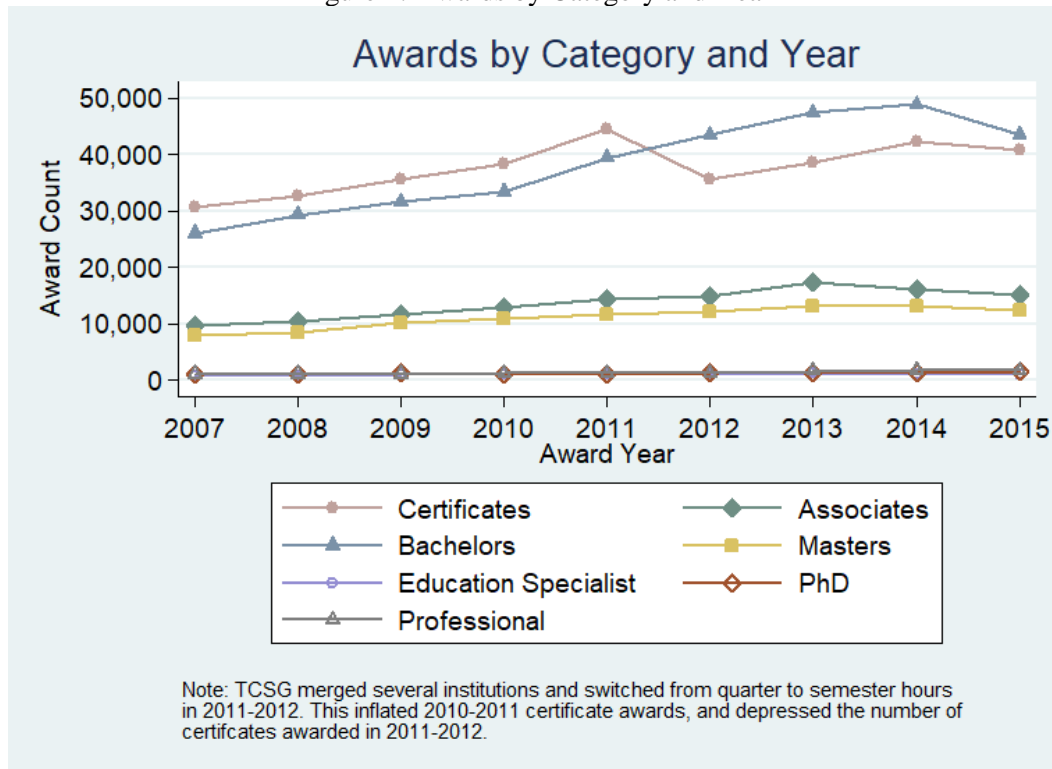 Awards by Category and Year
50,000
40,000
30,000
20,000
10,000
0
Award Count
2007 2008 2009 2010 2011 2012 2013 2014 2015
Award Year
Certificates Associates
Bachelors Masters
Education Specialist PhD
Professional
Note: TCSG merged several institutions and switched from quarter to semester hours
in 2011-2012. This inflated 2010-2011 certificate awards, and depressed the number of
certifcates awarded in 2011-2012.